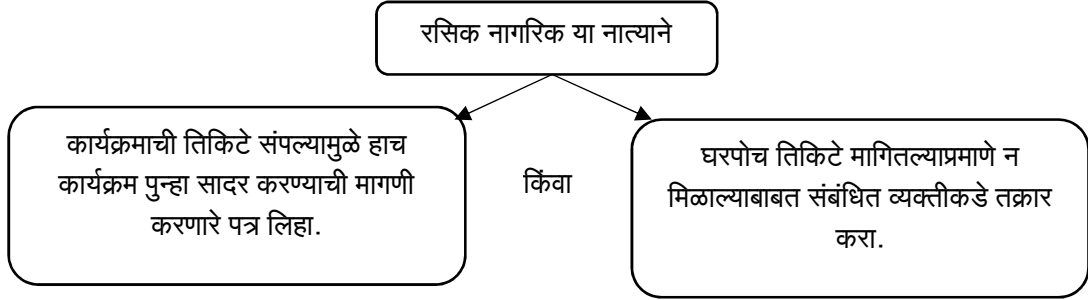 रसिक नागरिक या नात्याने
कार्यक्रमाची तिकिटे संपल्यामुळे हाच
कार्यक्रम पुन्हा सादर करण्याची मागणी
करणारे पत्र लिहा.
किंवा
घरपोच तिकिटे मागितल्याप्रमाणे न
मिळाल्याबाबत संबंधित व्यक्तीकडे तक्रार
करा.